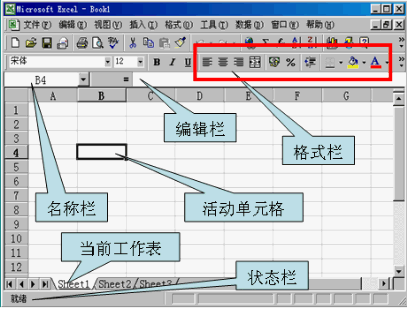 Microsoft Excel - Book1
文件(F) 编辑(E) 视图(V) 插入(I) 格式(O) 工具(T) 数据(D) 窗口(W) 帮助(H)
宋体 12 B I U %
B4 =
编辑栏
格式栏
A B C D E F G
1
2
3
4
5
6
7
8
9
10
11
12
名称栏
活动单元格
当前工作表
状态栏
Sheet1 Sheet2 Sheet3
就绪